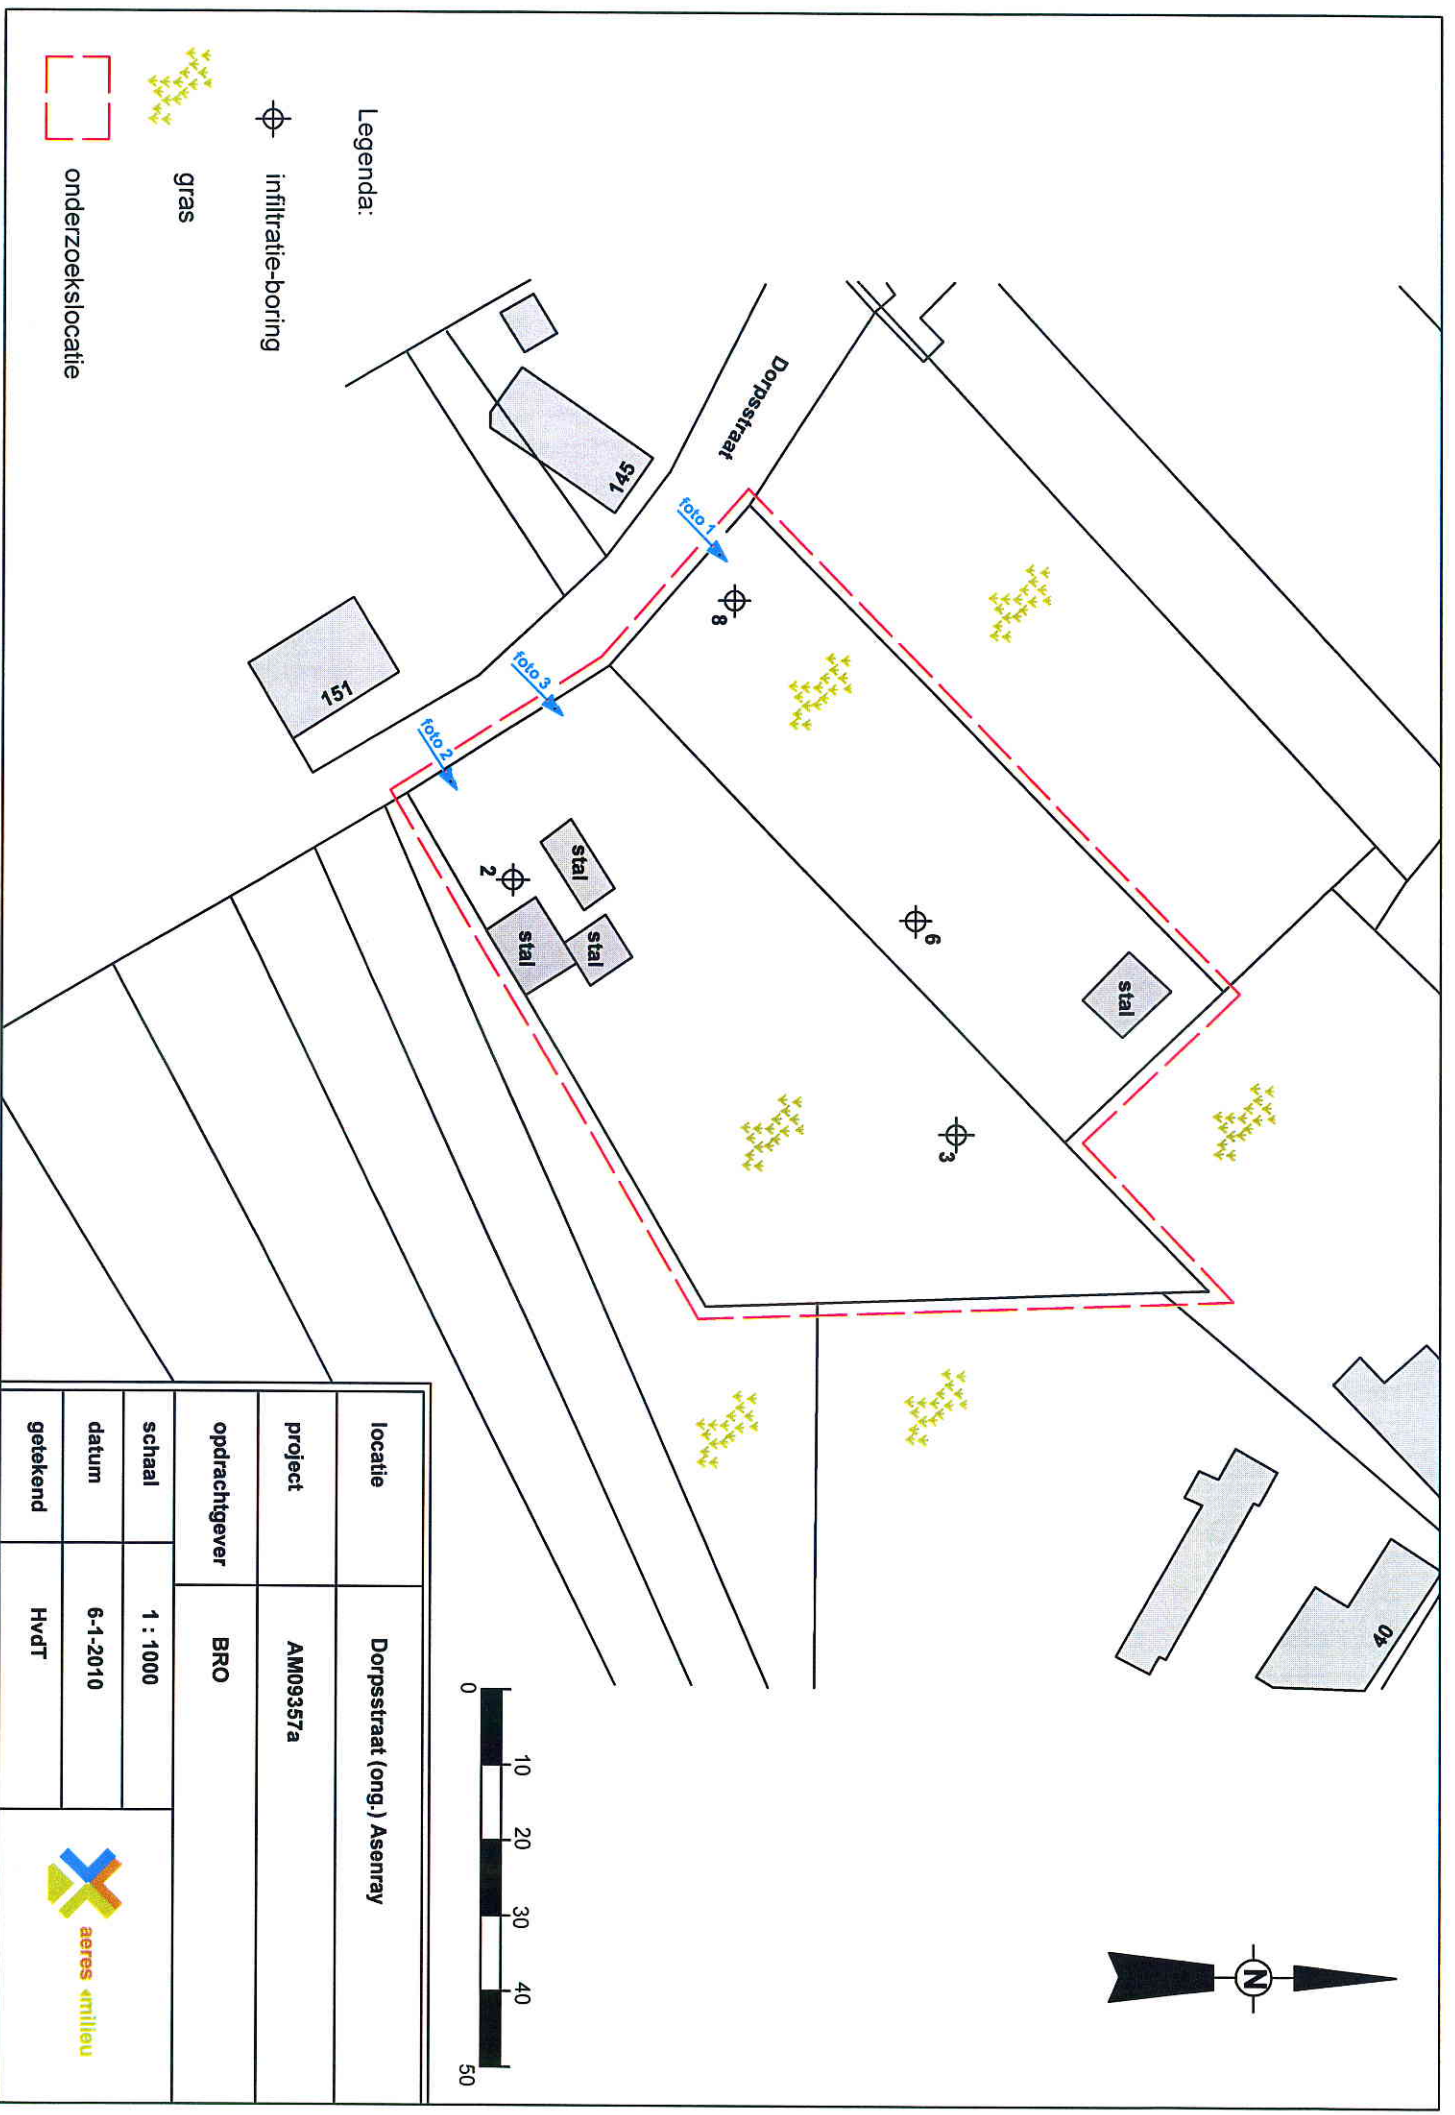 Legenda:
infiltratie-boring
gras
onderzoekslocatie
Dorpsstraat
145
151
foto 1
foto 3
foto 2
8
6
3
2
stal
stal
stal
stal
40
N
0 10 20 30 40 50
locatie Dorpsstraat (ong.) Asenray
project AM09357a
opdrachtgever BRO
schaal 1 : 1000
datum 6-1-2010
getekend HvdT
aeres milieu